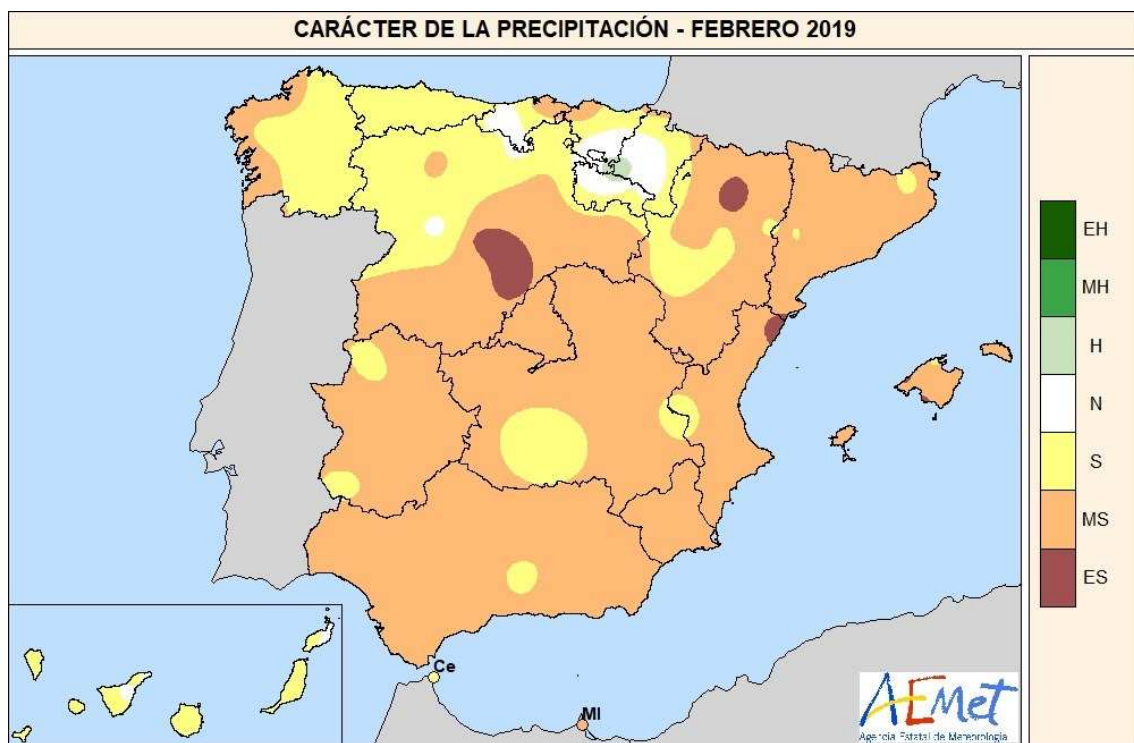 CARÁCTER DE LA PRECIPITACIÓN - FEBRERO 2019
EH
MH
H
N
S
MS
ES
Ce
Ml
AEMet
Agencia Estatal de Meteorología